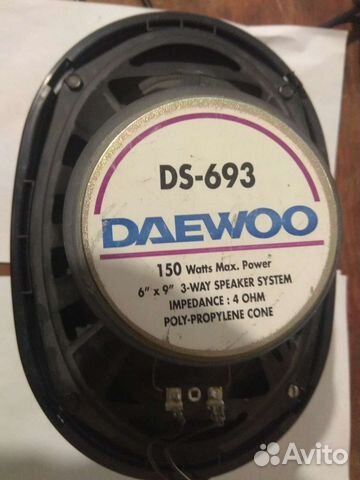 DS-693
DAEWOO
150 Watts Max. Power
6" x 9" 3-WAY SPEAKER SYSTEM
IMPEDANCE : 4 OHM
POLY-PROPYLENE CONE
Avito